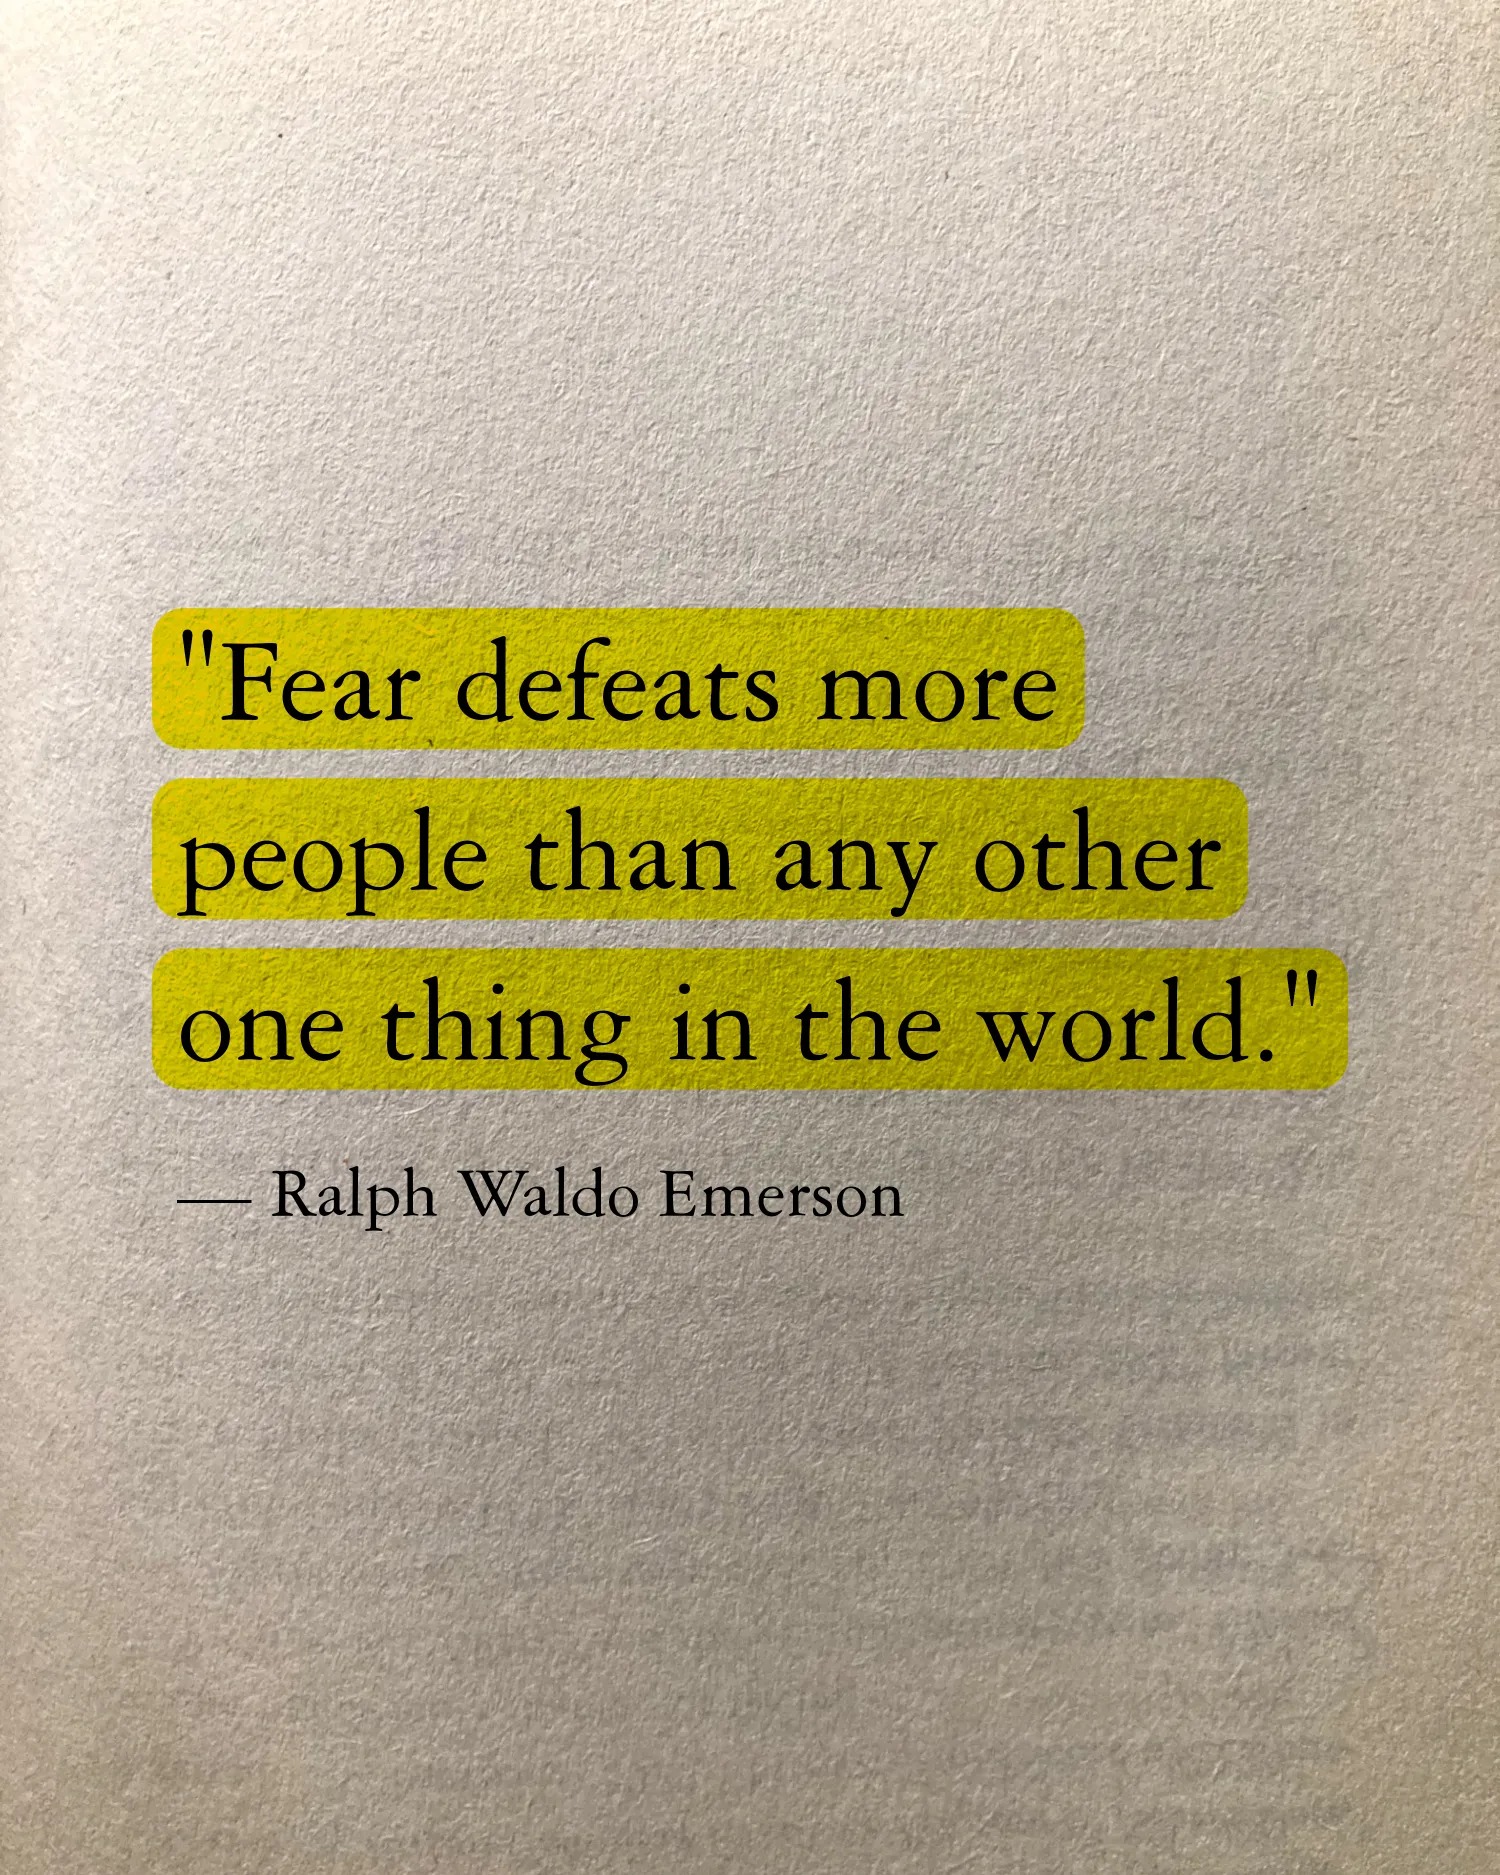 "Fear defeats more
people than any other
one thing in the world."
— Ralph Waldo Emerson